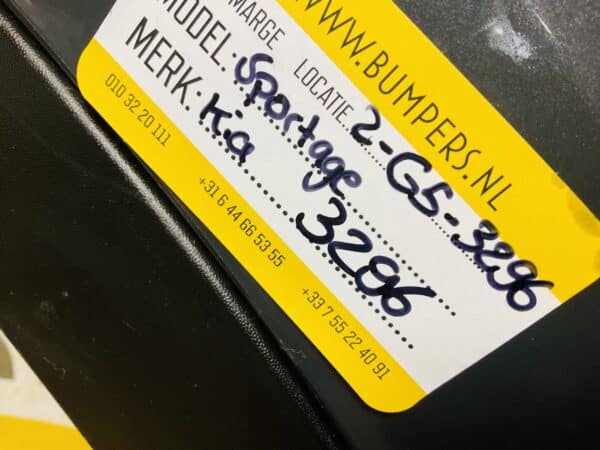 WWW.BUMPERS.NL
MARGE LOCATIE: 2-G5-3296
MODEL: Sportage
MERK: Kia 3296
010 32 20 111 +31 6 44 66 53 55 +33 7 55 22 40 91